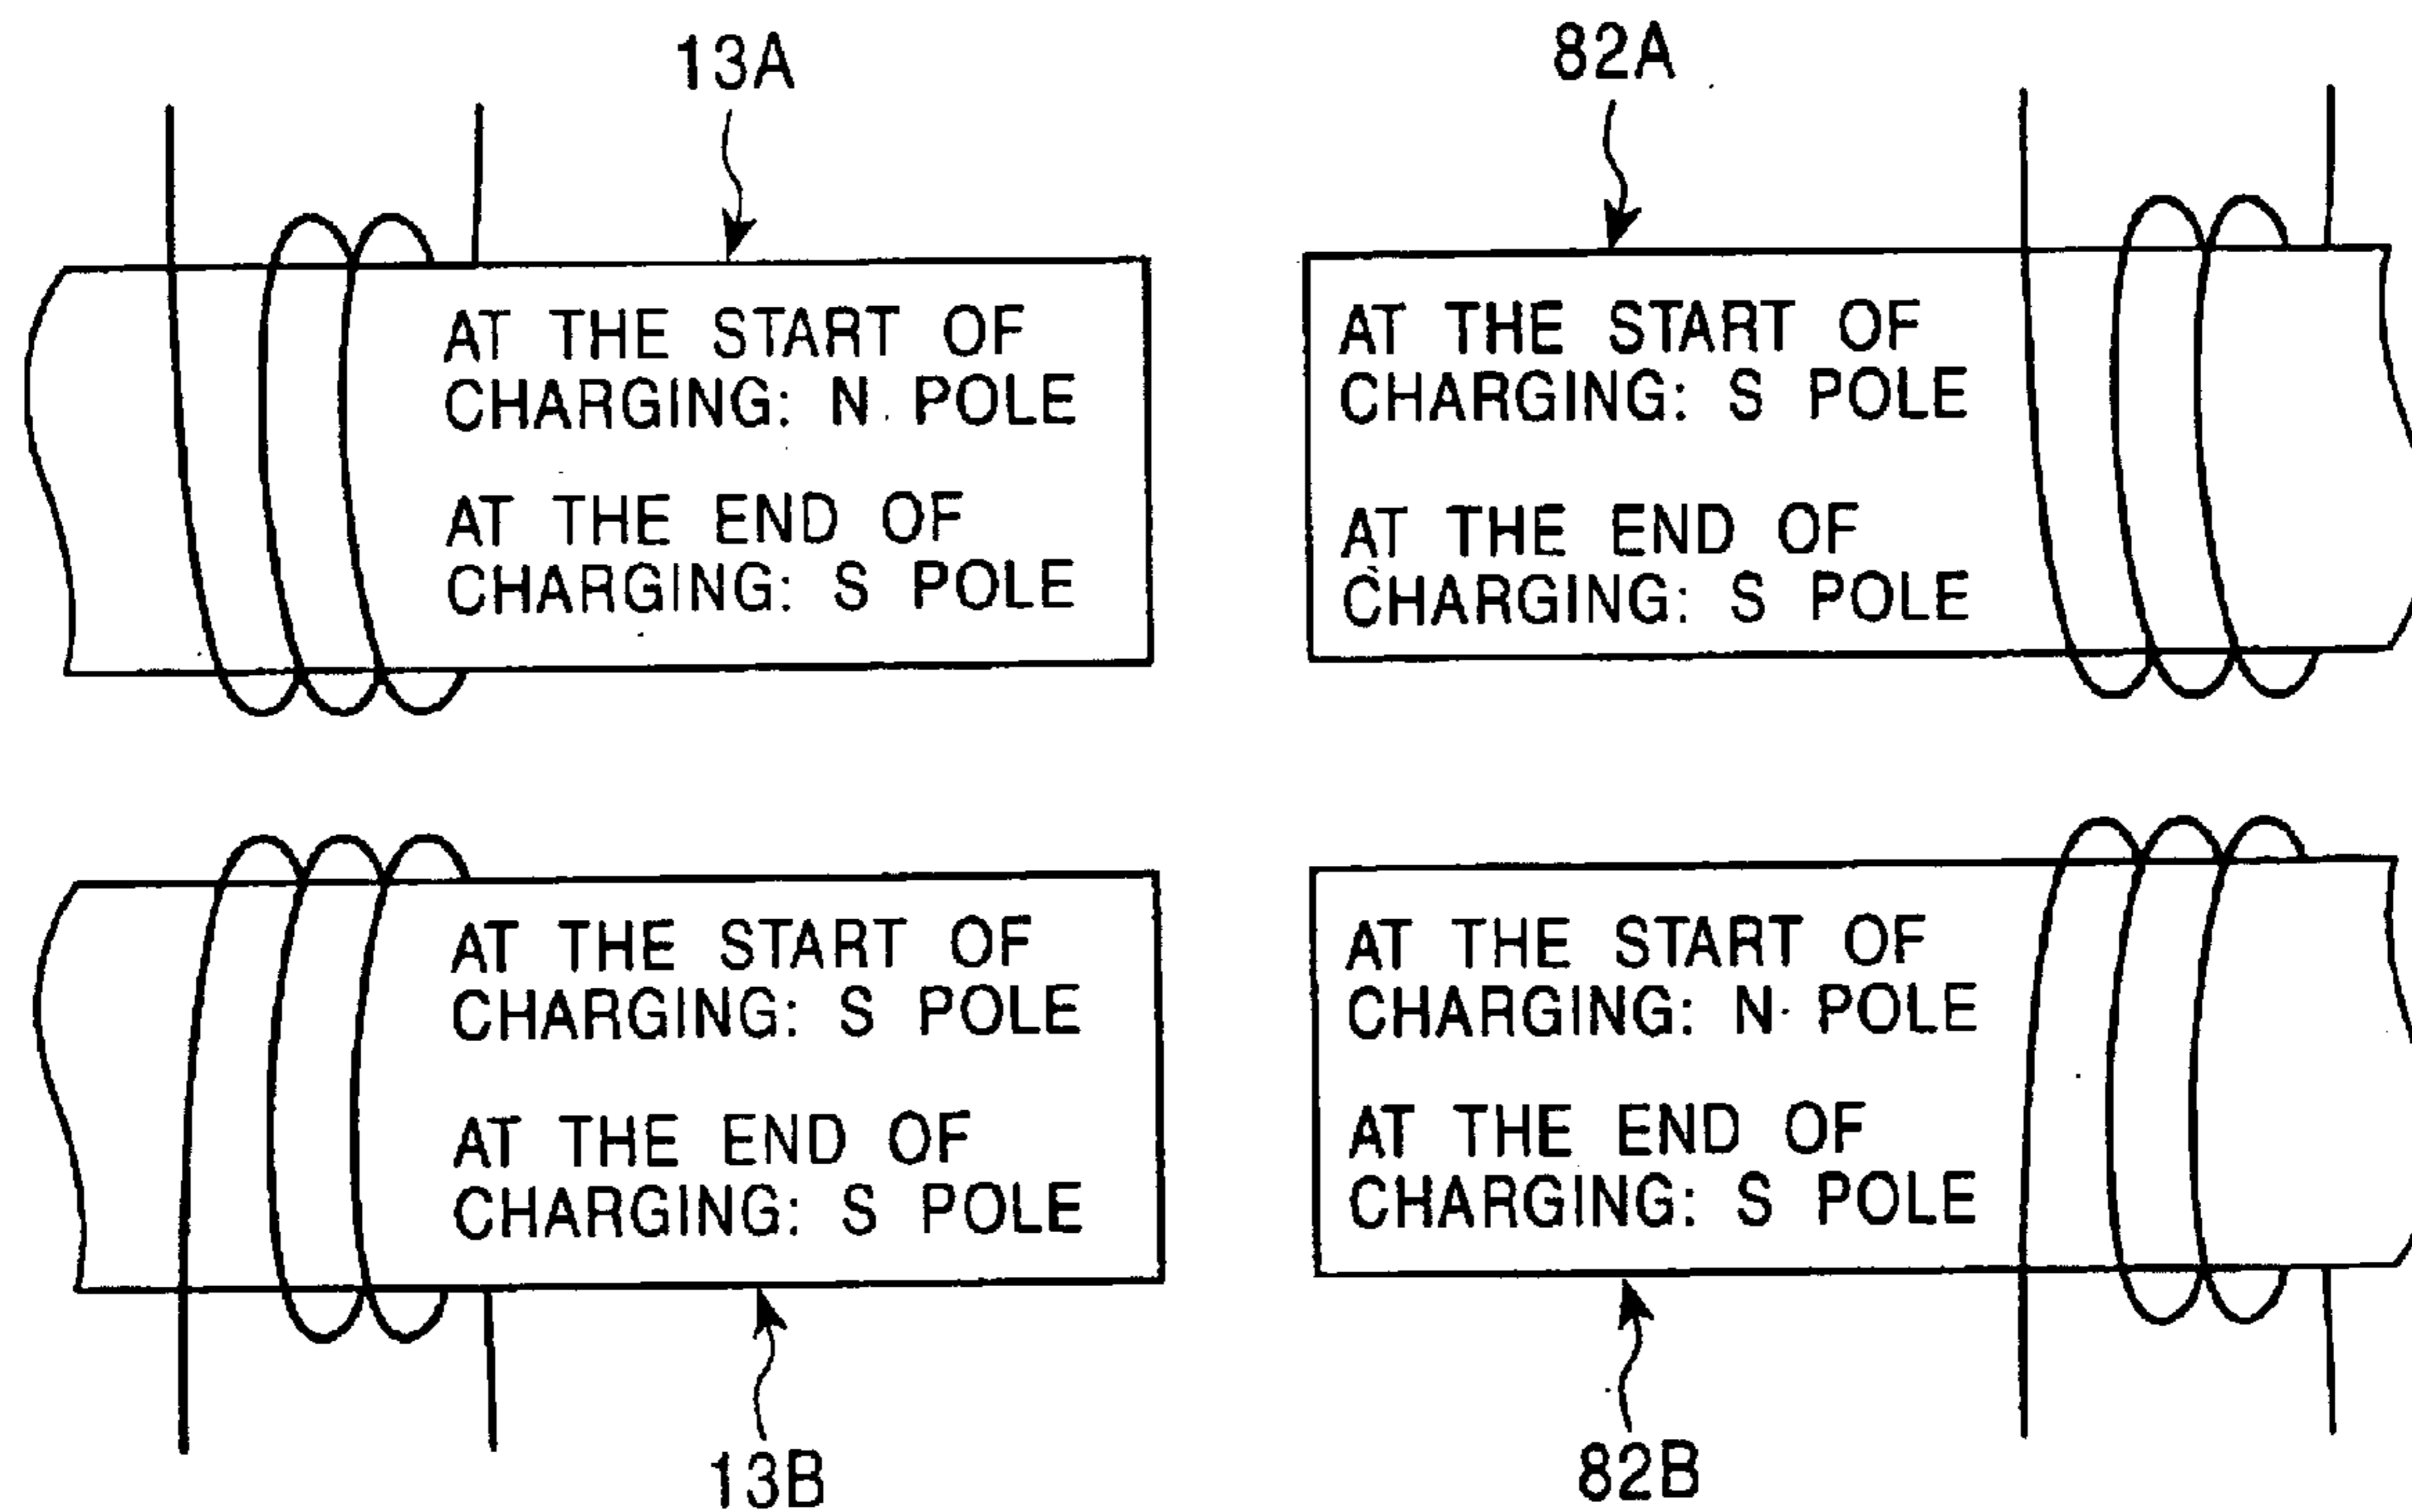 13A
AT THE START OF
CHARGING: N POLE
AT THE END OF
CHARGING: S POLE
82A
AT THE START OF
CHARGING: S POLE
AT THE END OF
CHARGING: S POLE
AT THE START OF
CHARGING: S POLE
AT THE END OF
CHARGING: S POLE
13B
AT THE START OF
CHARGING: N POLE
AT THE END OF
CHARGING: S POLE
82B